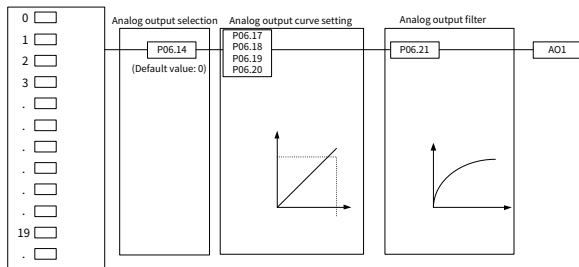 0
1
2
3
.
.
.
.
.
.
19
.
Analog output selection
P06.14
(Default value: 0)
Analog output curve setting
P06.17
P06.18
P06.19
P06.20
Analog output filter
P06.21
AO1